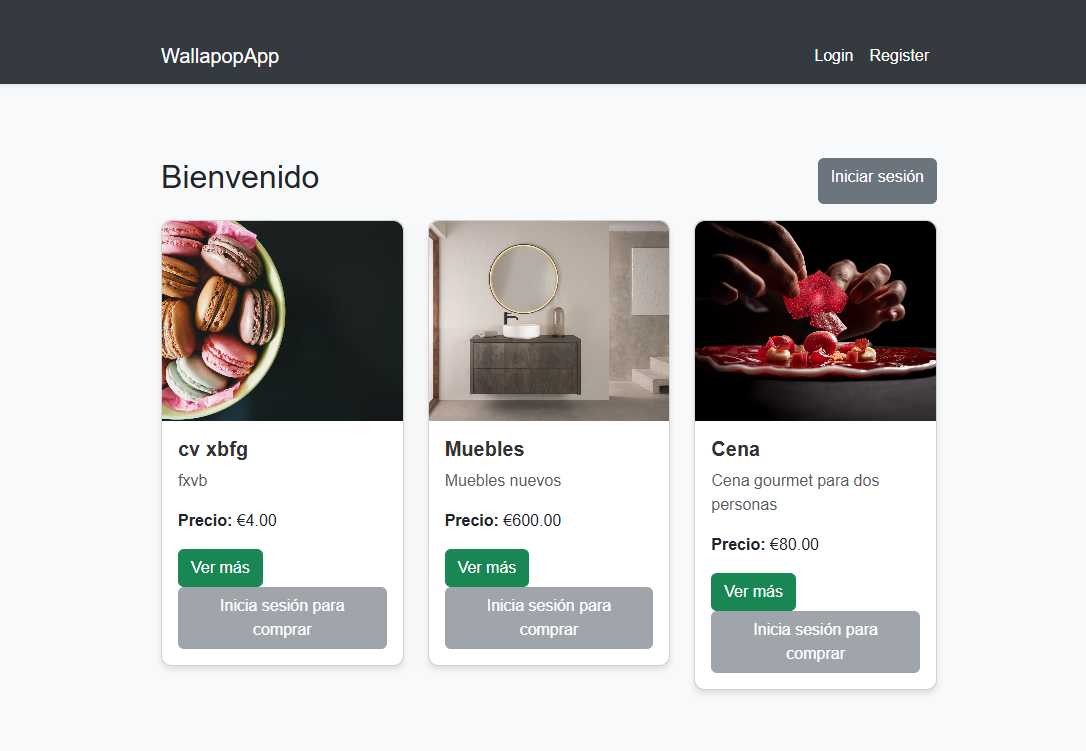 WallapopApp
Login Register
Bienvenido
Iniciar sesión
cv xbfg
fxvb
Precio: €4.00
Ver más
Inicia sesión para
comprar
Muebles
Muebles nuevos
Precio: €600.00
Ver más
Inicia sesión para
comprar
Cena
Cena gourmet para dos
personas
Precio: €80.00
Ver más
Inicia sesión para
comprar